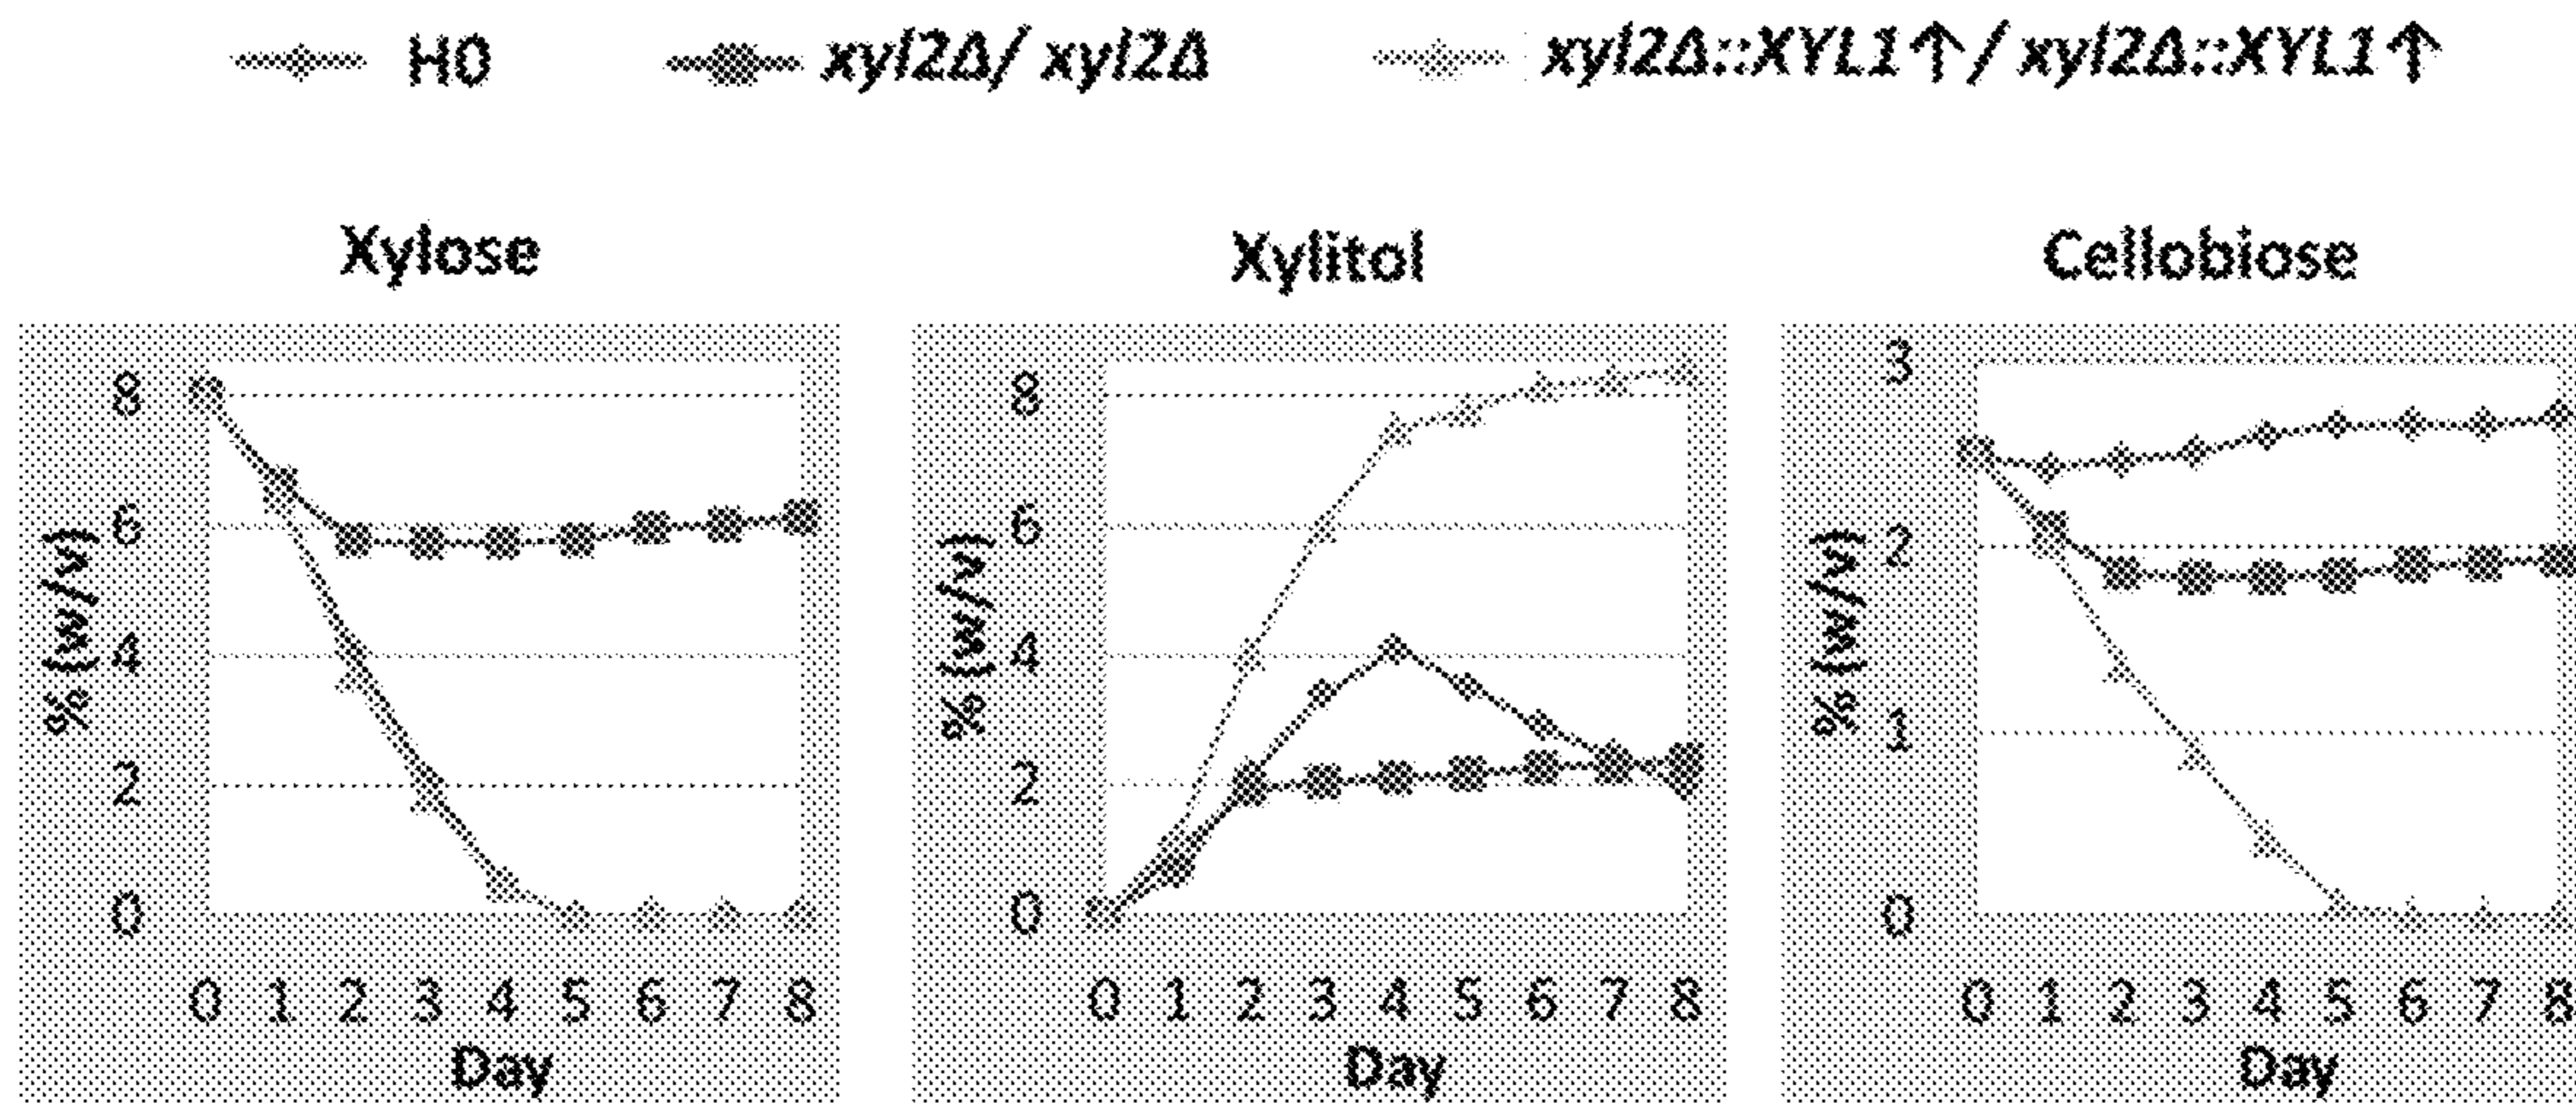 H0 xyl2Δ/ xyl2Δ xyl2Δ::XYL1↑/ xyl2Δ::XYL1↑
Xylose Xylitol Cellobiose
% (w/v)
8
6
4
2
0
0 1 2 3 4 5 6 7 8
Day
% (w/v)
8
6
4
2
0
0 1 2 3 4 5 6 7 8
Day
% (w/v)
3
2
1
0
0 1 2 3 4 5 6 7 8
Day